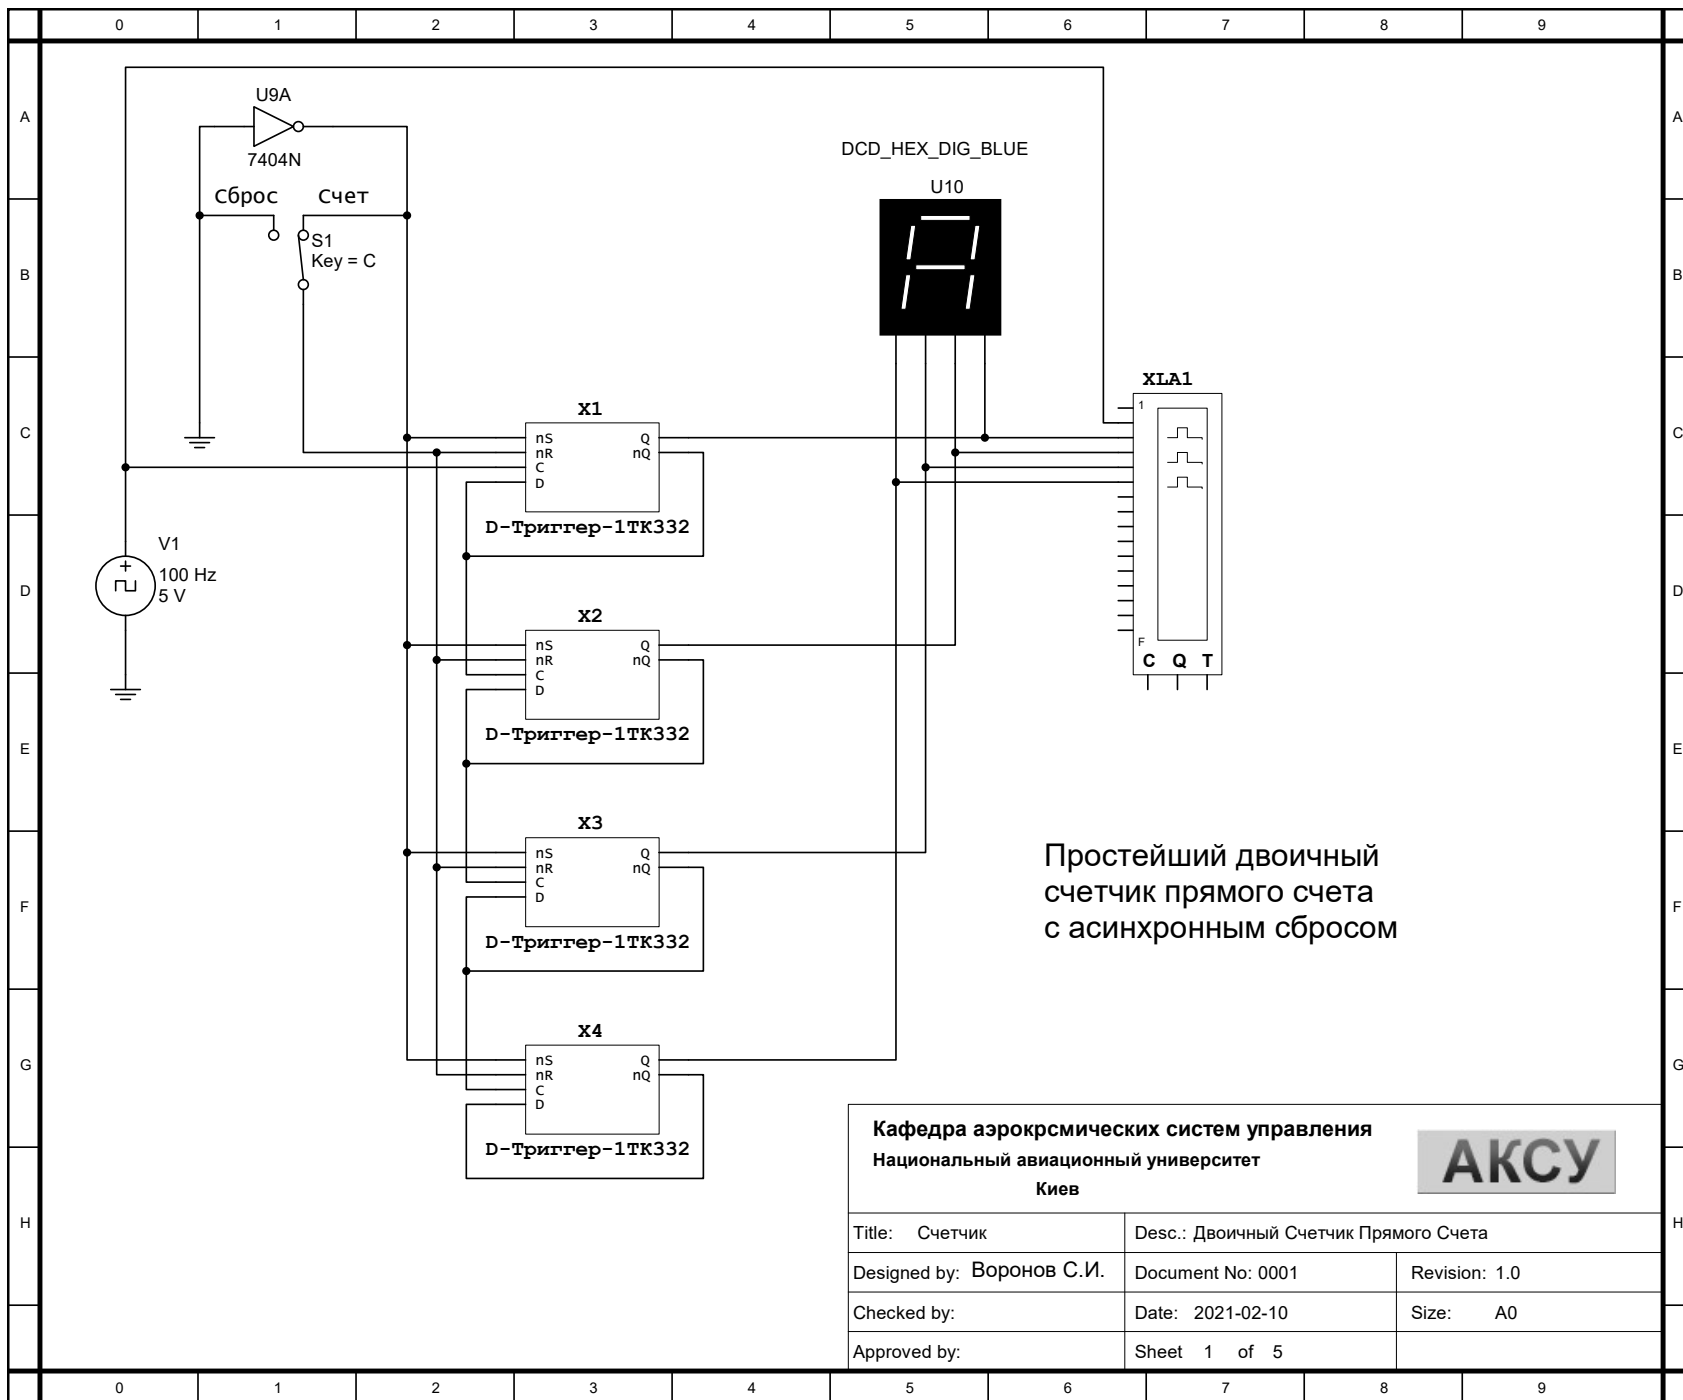 0 1 2 3 4 5 6 7 8 9
A A
U9A
7404N
DCD_HEX_DIG_BLUE
U10
Сброс Счет
S1
Key = C
B B
XLA1
1
X1
C C
nS Q
nR nQ
C
D
D-Триггер-1ТК332
V1
100 Hz
5 V
D D
X2
nS Q
nR nQ
C
D
F
C Q T
D-Триггер-1ТК332
E E
X3
nS Q
nR nQ
C
D
D-Триггер-1ТК332
Простейший двоичный
счетчик прямого счета
с асинхронным сбросом
F F
X4
nS Q
nR nQ
C
D
D-Триггер-1ТК332
G G
Кафедра аэрокрсмических систем управления
Национальный авиационный университет
Киев
АКСУ
H H
Title: Счетчик Desc.: Двоичный Счетчик Прямого Счета
Designed by: Воронов С.И. Document No: 0001 Revision: 1.0
Checked by: Date: 2021-02-10 Size: A0
Approved by: Sheet 1 of 5
0 1 2 3 4 5 6 7 8 9